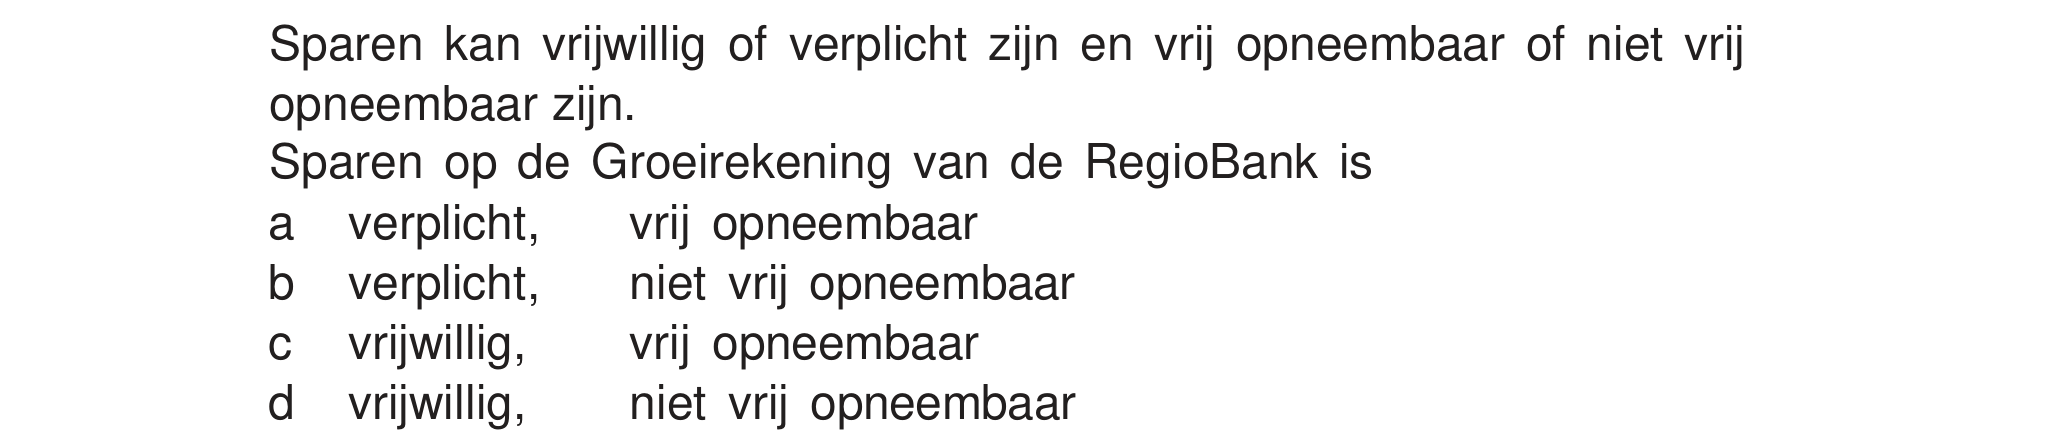 Sparen kan vrijwillig of verplicht zijn en vrij opneembaar of niet vrij
opneembaar zijn.
Sparen op de Groeirekening van de RegioBank is
a verplicht, vrij opneembaar
b verplicht, niet vrij opneembaar
c vrijwillig, vrij opneembaar
d vrijwillig, niet vrij opneembaar